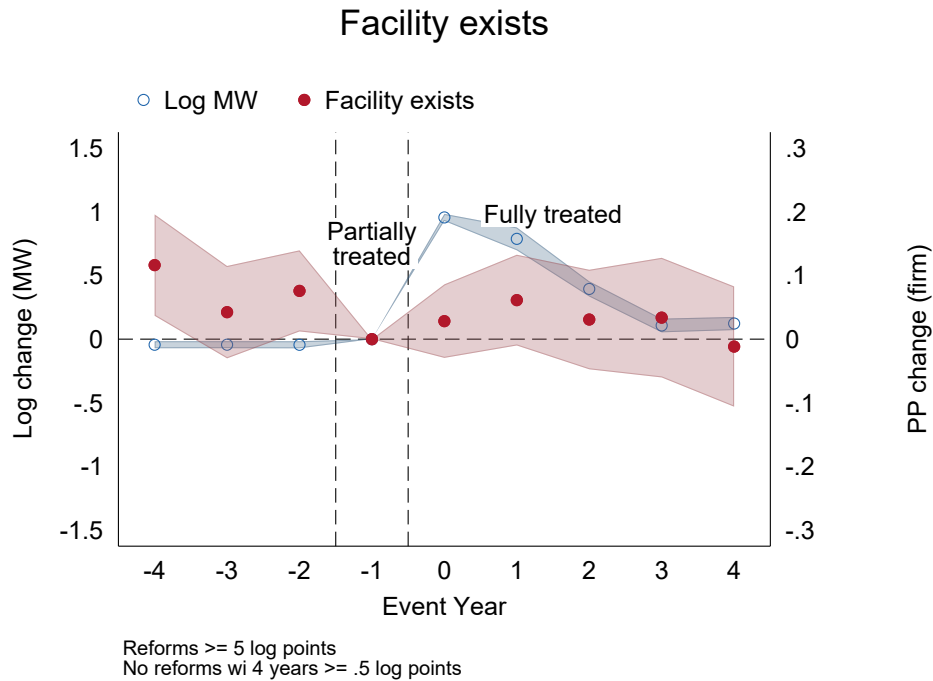 Facility exists
Log MW
Facility exists
1.5
1
.5
0
-.5
-1
-1.5
Log change (MW)
Partially
treated
Fully treated
.3
.2
.1
0
-.1
-.2
-.3
PP change (firm)
-4 -3 -2 -1 0 1 2 3 4
Event Year
Reforms >= 5 log points
No reforms wi 4 years >= .5 log points